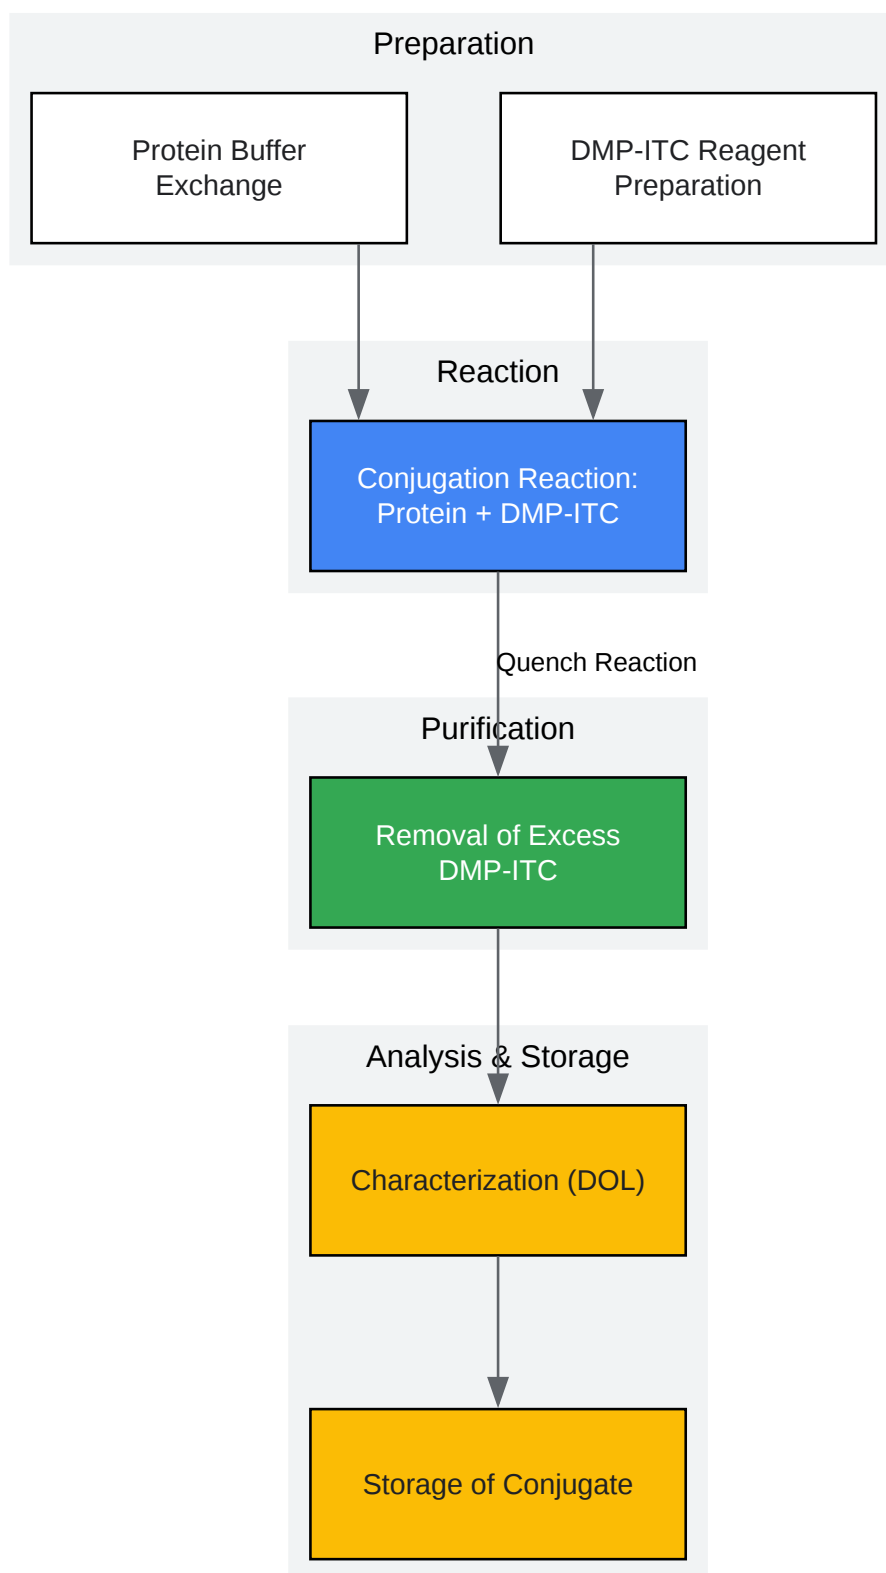 Preparation
Protein Buffer
Exchange
DMP-ITC Reagent
Preparation
Reaction
Conjugation Reaction:
Protein + DMP-ITC
Quench Reaction
Purification
Removal of Excess
DMP-ITC
Analysis & Storage
Characterization (DOL)
Storage of Conjugate